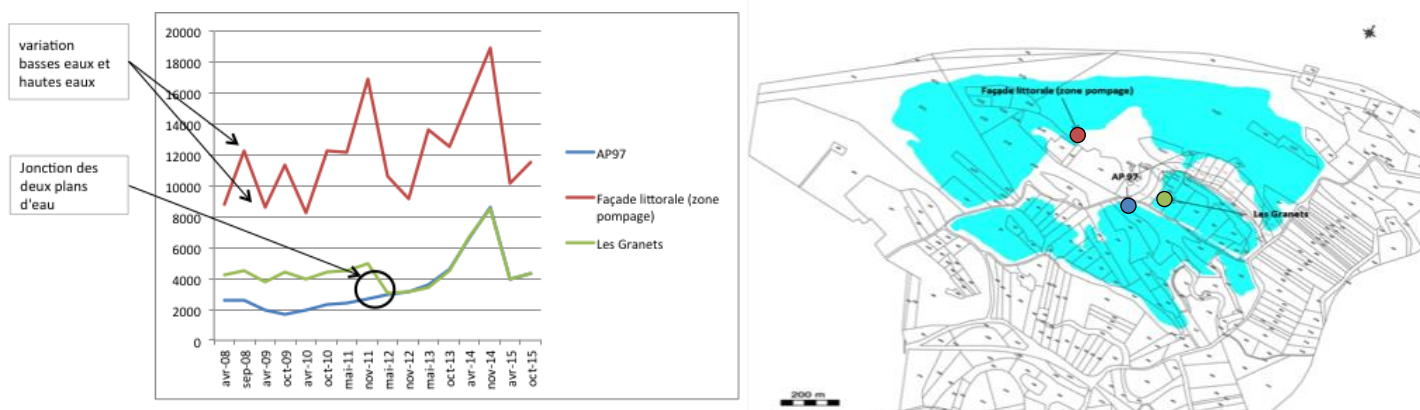 variation
basses eaux et
hautes eaux
Jonction des
deux plans
d'eau
20000
18000
16000
14000
12000
10000
8000
6000
4000
2000
0
avr-08
sep-08
avr-09
oct-09
avr-10
oct-10
mai-11
nov-11
mai-12
nov-12
mai-13
oct-13
avr-14
nov-14
avr-15
oct-15
AP97
Façade littorale (zone
pompage)
Les Granets
Façade littorale (zone pompage)
AP 97
Les Granets
200 m